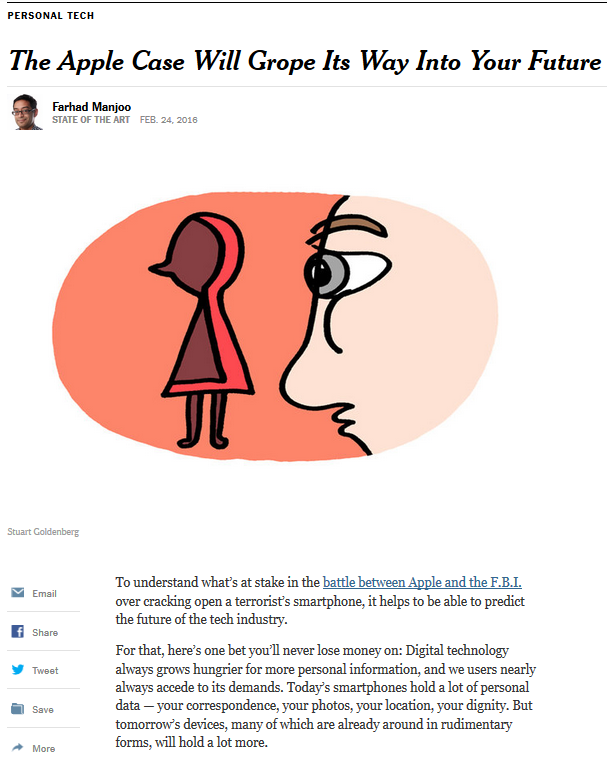 PERSONAL TECH
The Apple Case Will Grope Its Way Into Your Future
Farhad Manjoo
STATE OF THE ART FEB. 24, 2016
Stuart Goldenberg
Email
Share
Tweet
Save
More
To understand what’s at stake in the battle between Apple and the F.B.I.
over cracking open a terrorist’s smartphone, it helps to be able to predict
the future of the tech industry.
For that, here’s one bet you’ll never lose money on: Digital technology
always grows hungrier for more personal information, and we users nearly
always accede to its demands. Today’s smartphones hold a lot of personal
data — your correspondence, your photos, your location, your dignity. But
tomorrow’s devices, many of which are already around in rudimentary
forms, will hold a lot more.